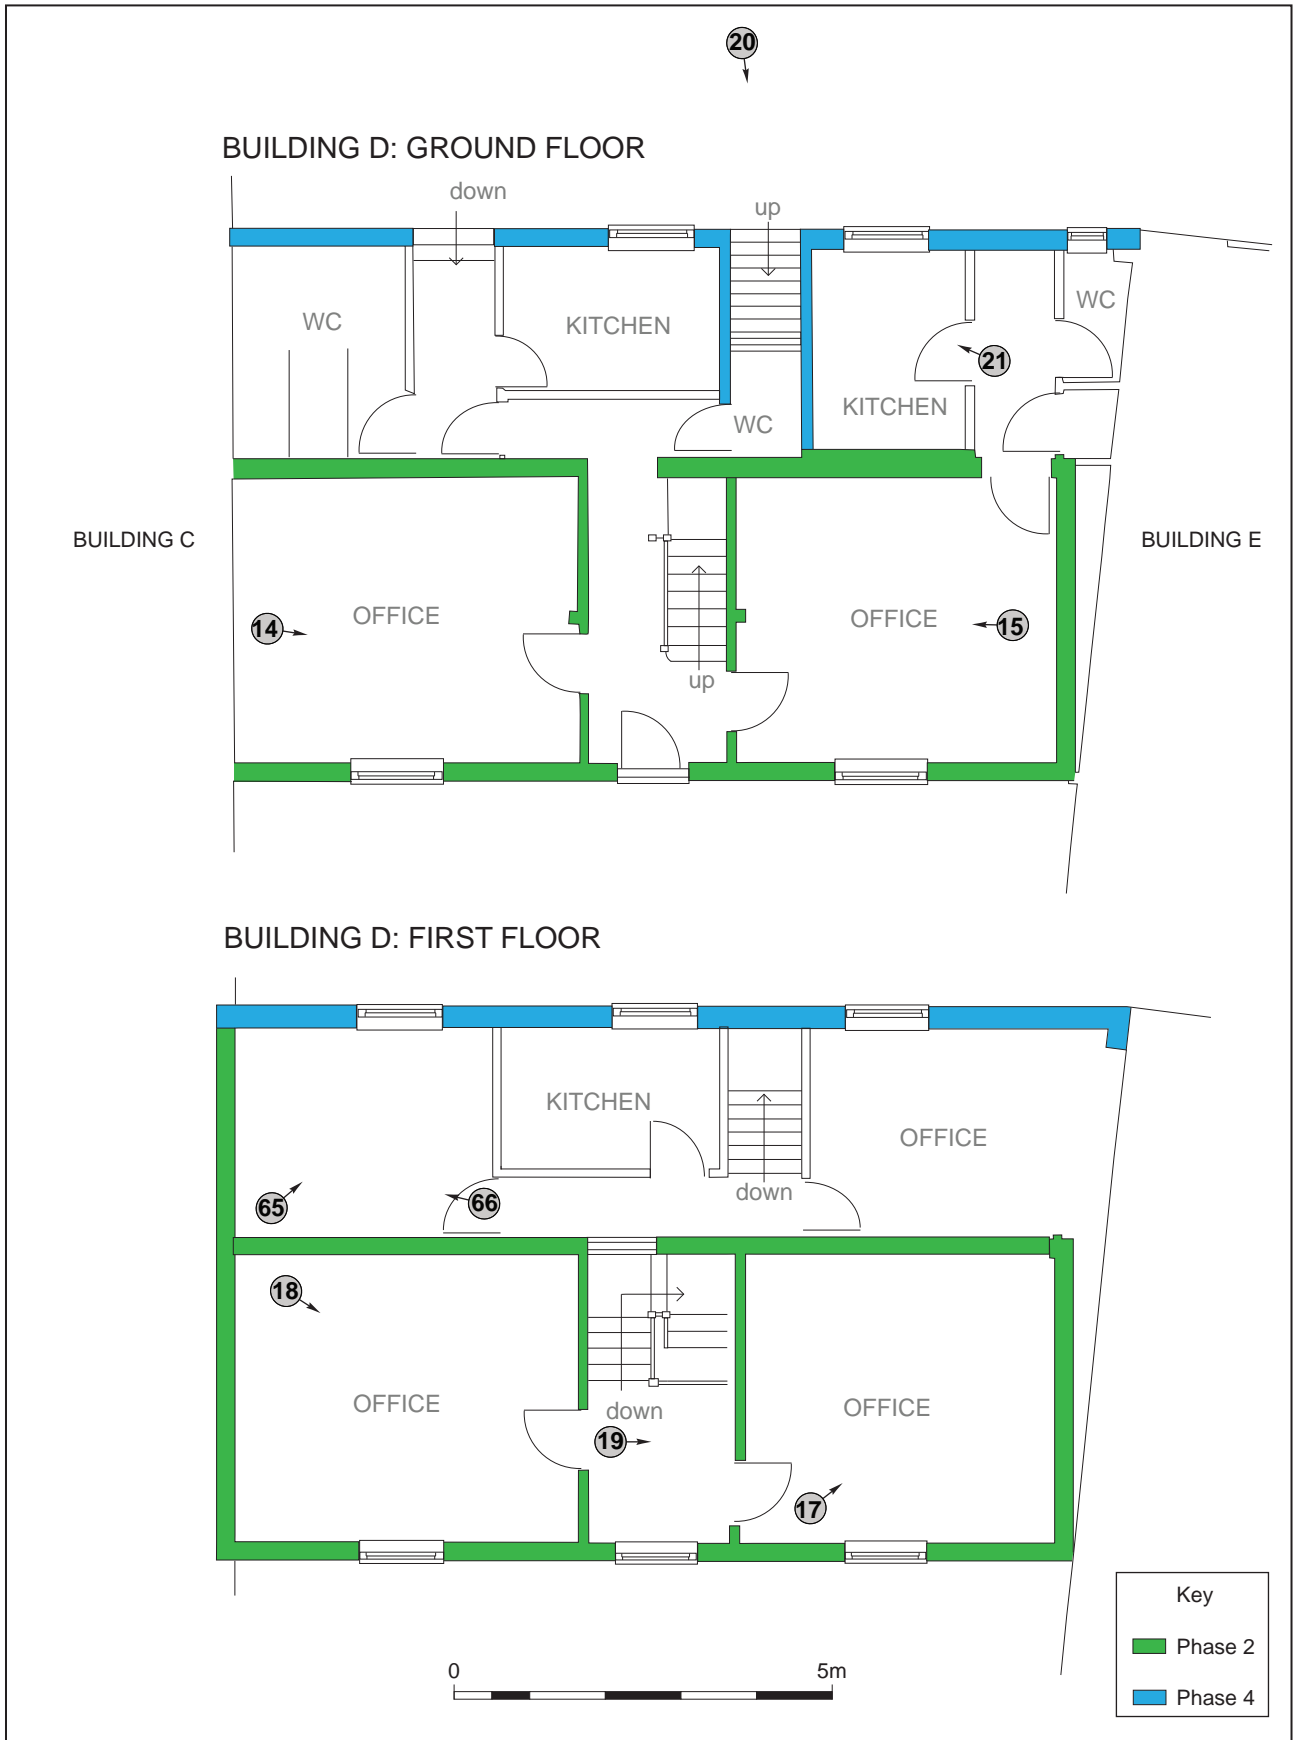 20
BUILDING D: GROUND FLOOR
down
up
WC
KITCHEN
WC
21
KITCHEN
WC
BUILDING C
BUILDING E
OFFICE
OFFICE
14
15
up
BUILDING D: FIRST FLOOR
KITCHEN
OFFICE
65
66
down
18
OFFICE
down
OFFICE
19
17
Key
Phase 2
Phase 4
0 5m